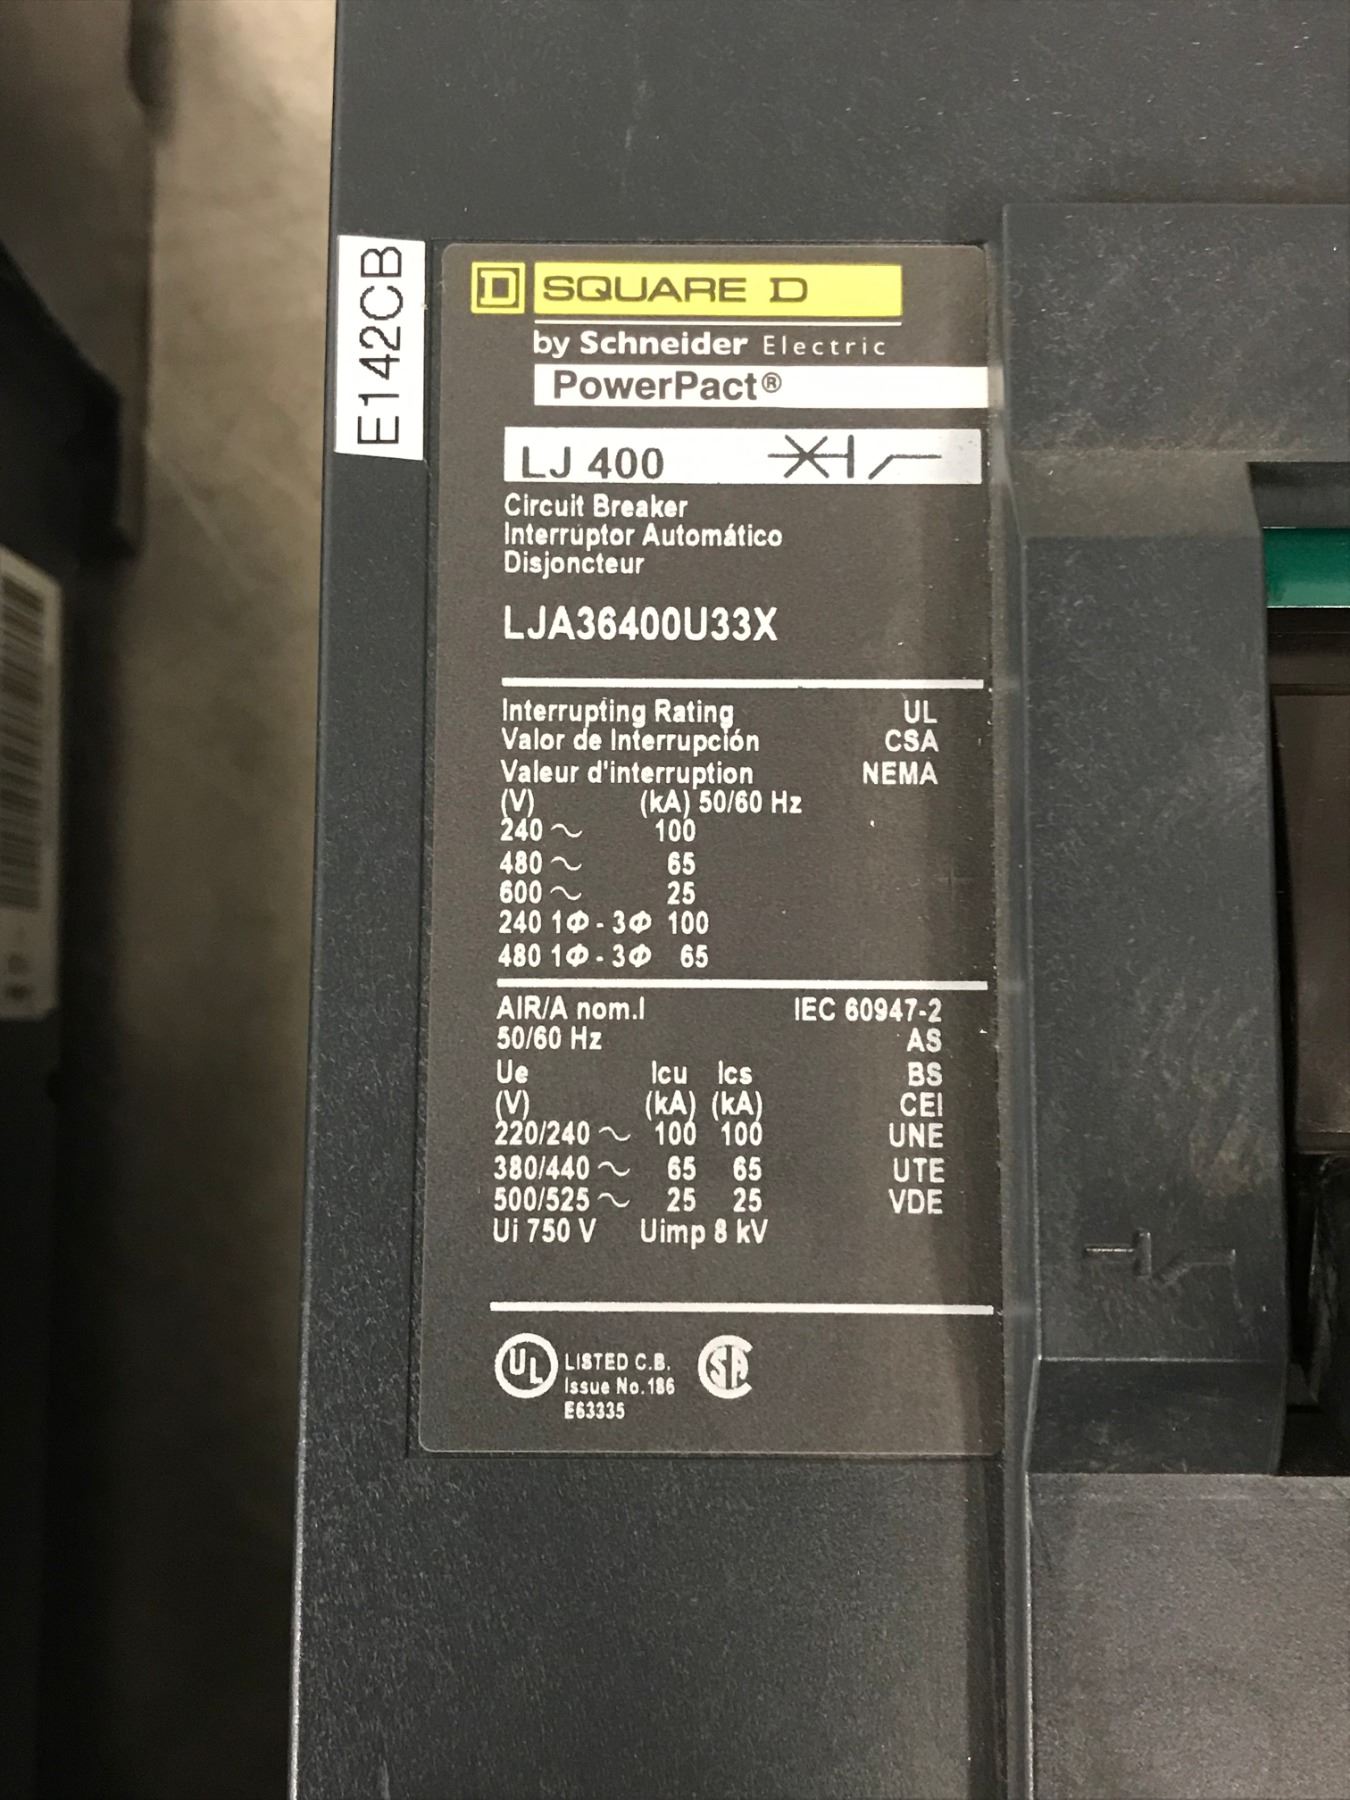 E142CB
D SQUARE D
by Schneider Electric
PowerPact®
LJ 400
Circuit Breaker
Interruptor Automático
Disjoncteur
LJA36400U33X
Interrupting Rating UL
Valor de Interrupción CSA
Valeur d'interruption NEMA
(V) (kA) 50/60 Hz
240 ~ 100
480 ~ 65
600 ~ 25
240 1Φ - 3Φ 100
480 1Φ - 3Φ 65
AIR/A nom.I IEC 60947-2
50/60 Hz AS
Ue Icu Ics BS
(V) (kA) (kA) CEI
220/240 ~ 100 100 UNE
380/440 ~ 65 65 UTE
500/525 ~ 25 25 VDE
Ui 750 V Uimp 8 kV
UL LISTED C.B. SA
Issue No.186
E63335